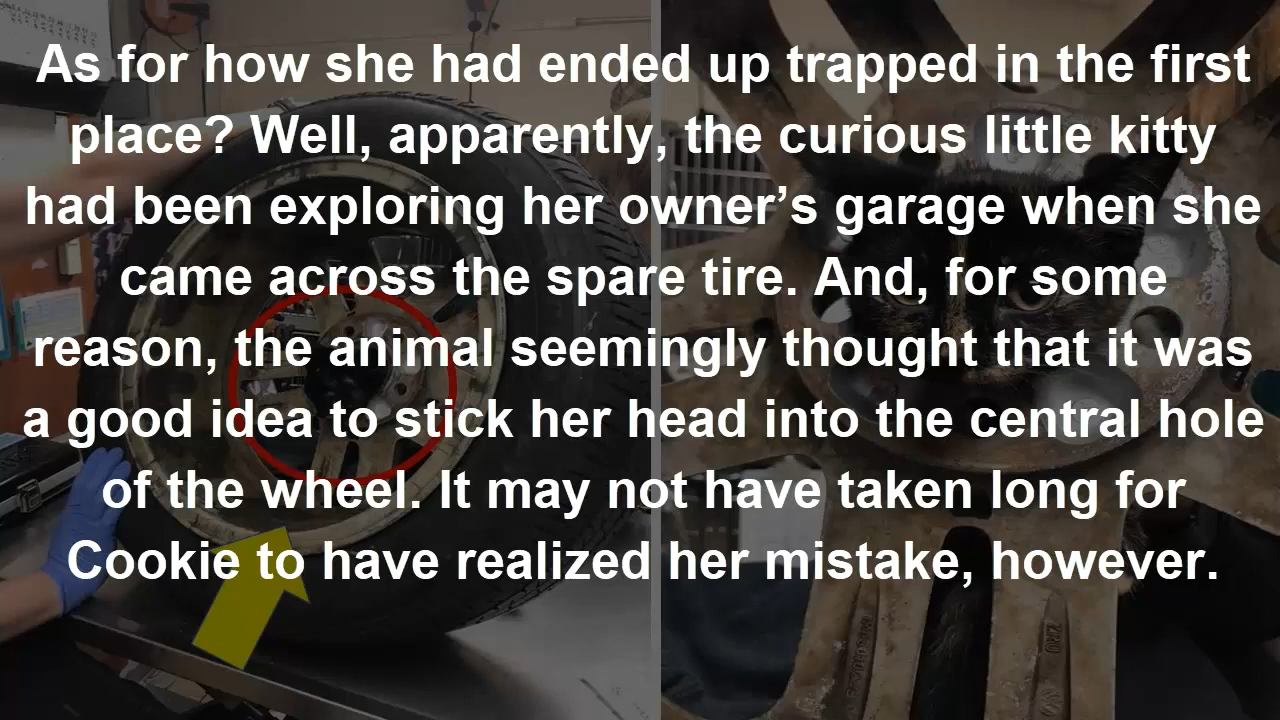 As for how she had ended up trapped in the first
place? Well, apparently, the curious little kitty
had been exploring her owner’s garage when she
came across the spare tire. And, for some
reason, the animal seemingly thought that it was
a good idea to stick her head into the central hole
of the wheel. It may not have taken long for
Cookie to have realized her mistake, however.